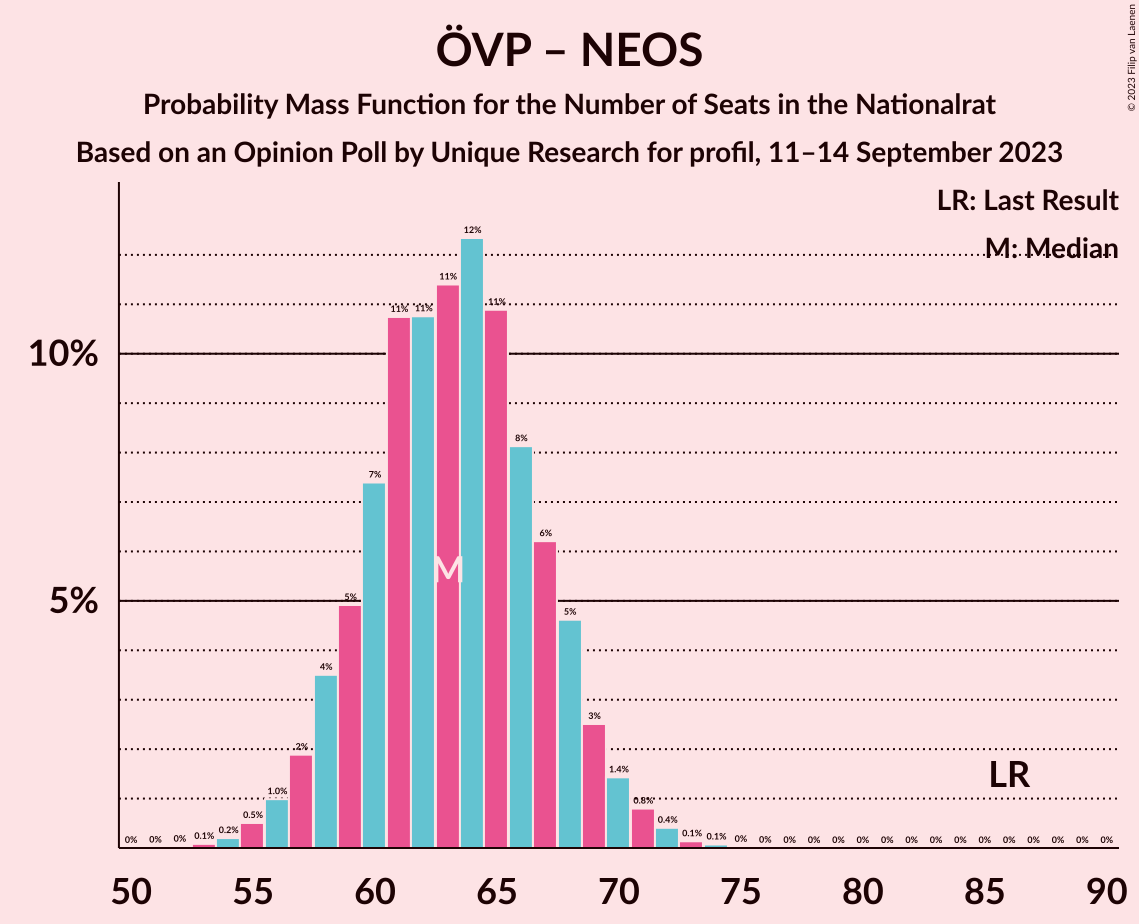 ÖVP – NEOS
Probability Mass Function for the Number of Seats in the Nationalrat
Based on an Opinion Poll by Unique Research for profil, 11–14 September 2023
© 2023 Filip van Laenen
LR: Last Result
M: Median
10%
5%
0% 0% 0% 0.1% 0.2% 0.5% 1.0% 2% 4% 5% 7% 11% 11% 11% 12% 11% 8% 6% 5% 3% 1.4% 0.8% 0.4% 0.1% 0.1% 0% 0% 0% 0% 0% 0% 0% 0% 0% 0% 0% 0% 0% 0% 0% 0%
M
LR
50 55 60 65 70 75 80 85 90